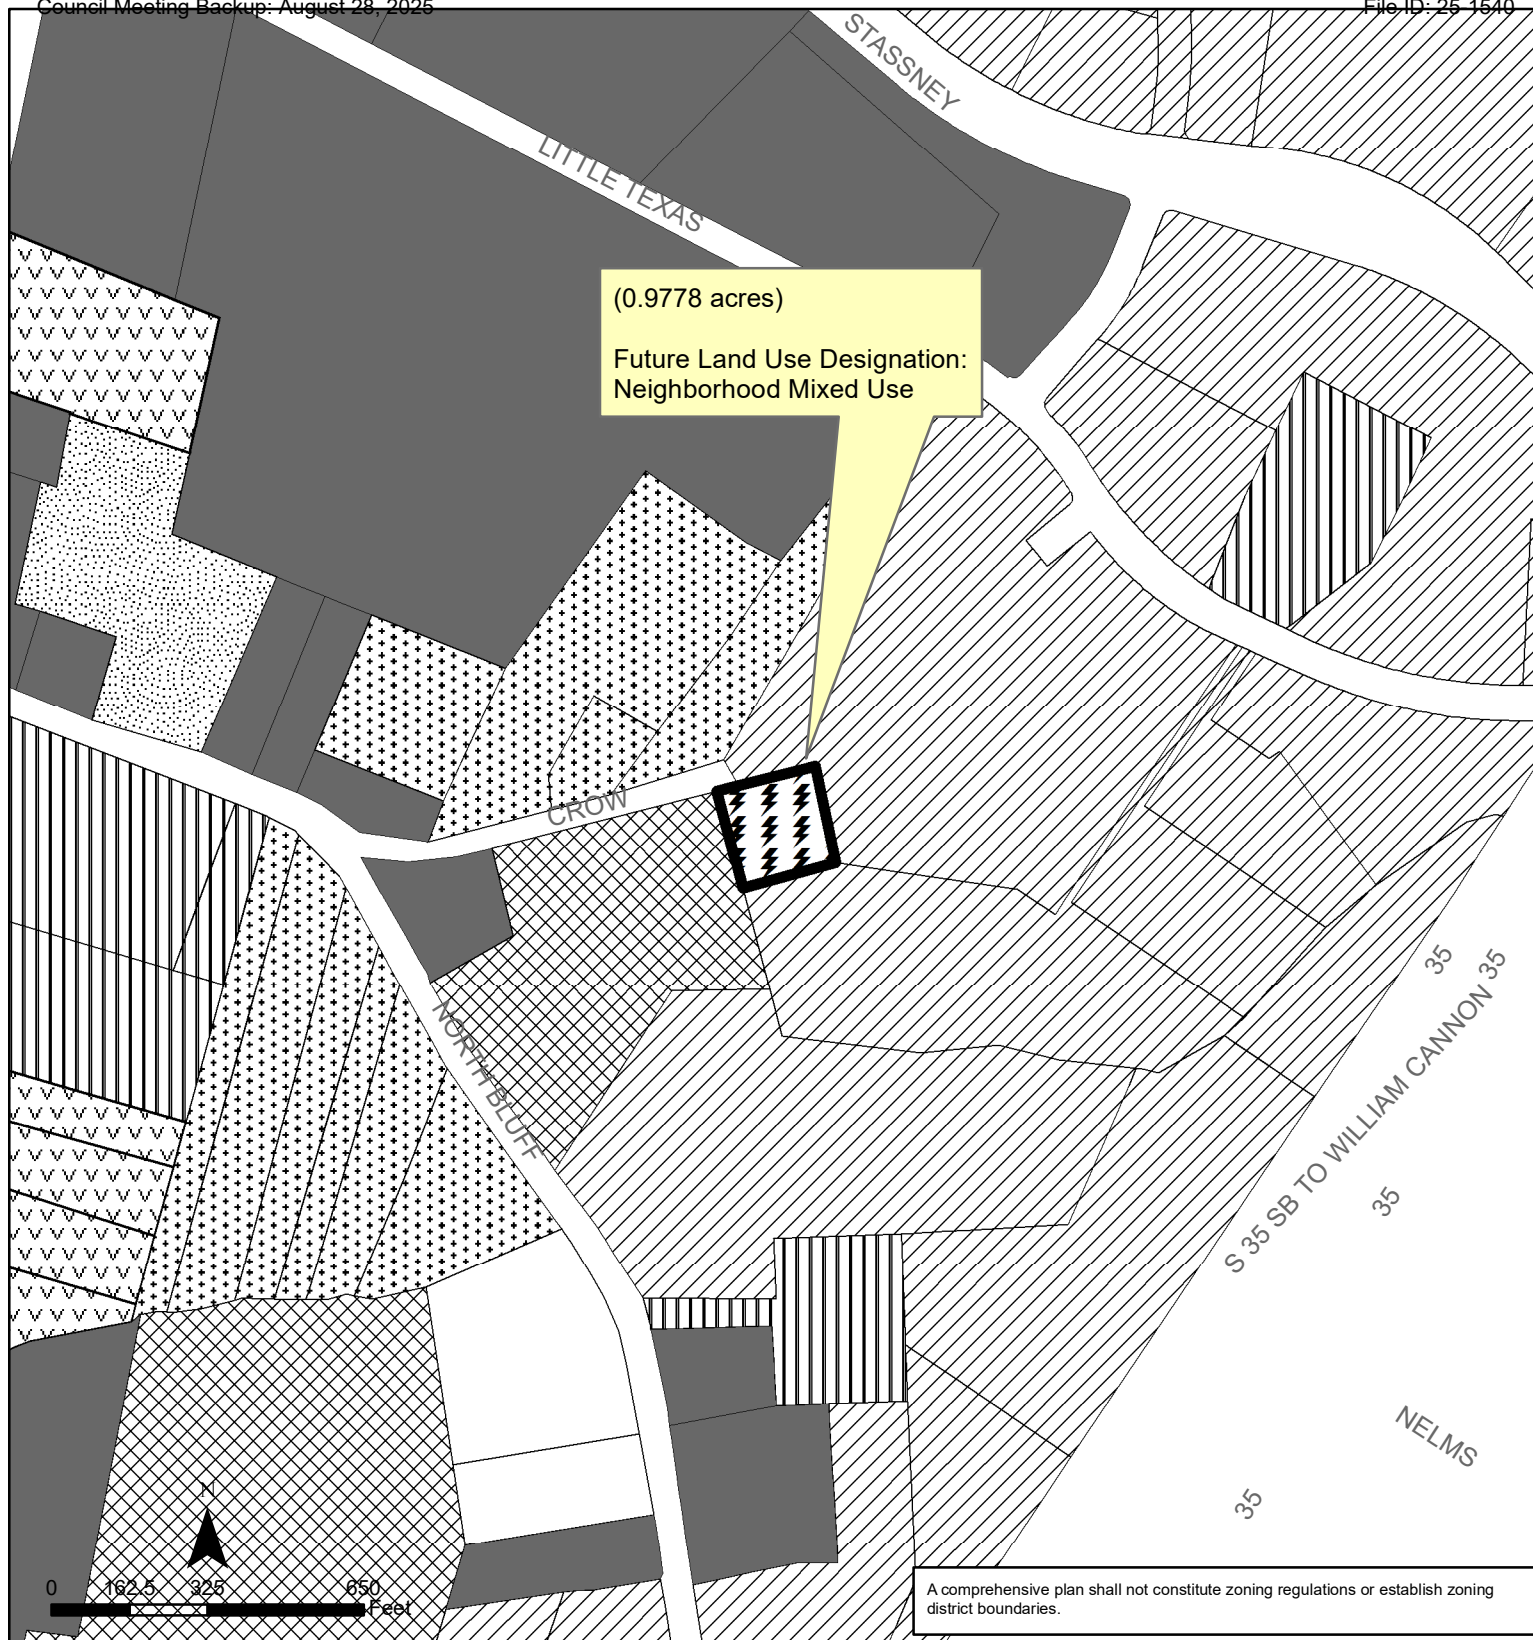 Council Meeting Backup: August 28, 2025
File ID: 25-1540
STASSNEY
LITTLE TEXAS
(0.9778 acres)
Future Land Use Designation:
Neighborhood Mixed Use
CROW
NORTH BLUFF
35
35
S 35 SB TO WILLIAM CANNON
35
NELMS
35
N
0 162.5 325 650
Feet
A comprehensive plan shall not constitute zoning regulations or establish zoning
district boundaries.